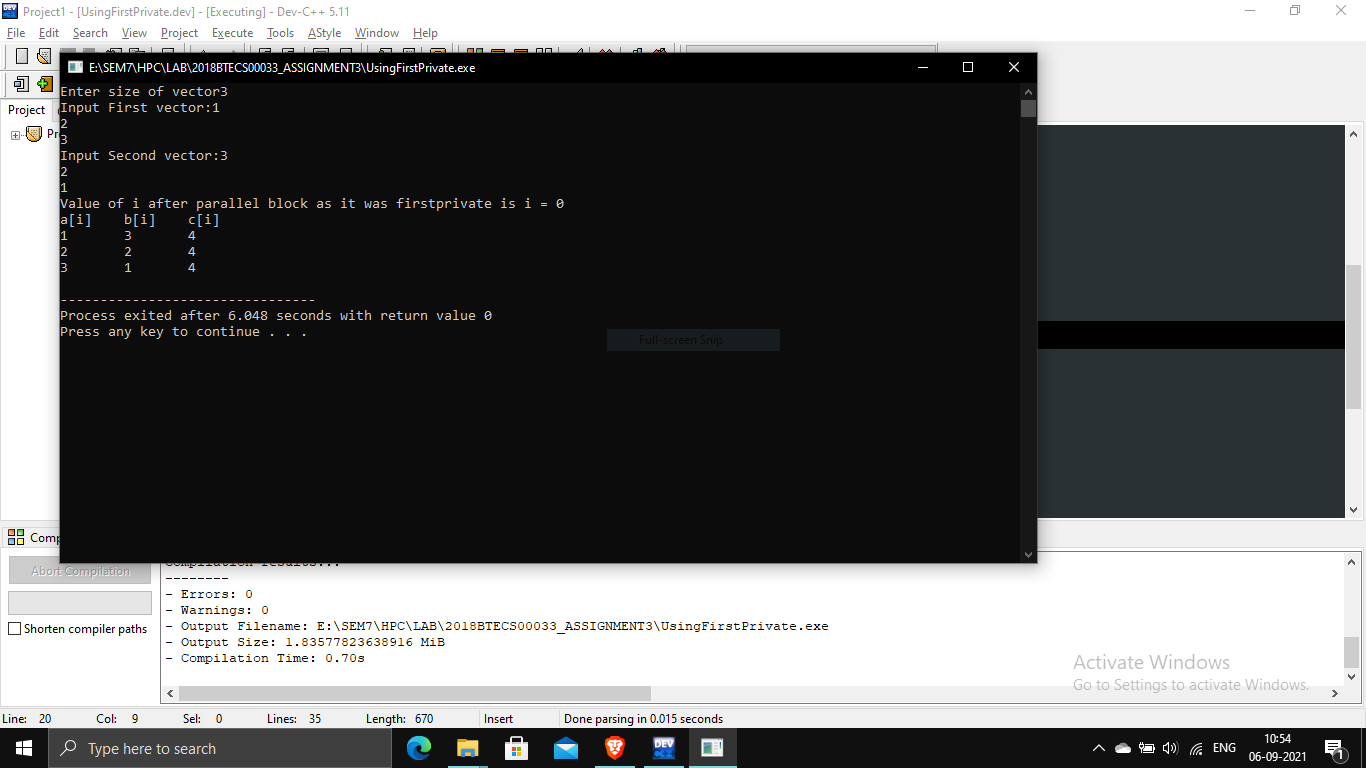 Project1 - [UsingFirstPrivate.dev] - [Executing] - Dev-C++ 5.11
File Edit Search View Project Execute Tools AStyle Window Help
E:\SEM7\HPC\LAB\2018BTECS00033_ASSIGNMENT3\UsingFirstPrivate.exe
Project
Enter size of vector3
Input First vector:1
2
3
Input Second vector:3
2
1
Value of i after parallel block as it was firstprivate is i = 0
a[i] b[i] c[i]
1 3 4
2 2 4
3 1 4
--------------------------------
Process exited after 6.048 seconds with return value 0
Press any key to continue . . .
Full-screen Snip
Abort Compilation
Shorten compiler paths
Compilation results...
--------
- Errors: 0
- Warnings: 0
- Output Filename: E:\SEM7\HPC\LAB\2018BTECS00033_ASSIGNMENT3\UsingFirstPrivate.exe
- Output Size: 1.83577823638916 MiB
- Compilation Time: 0.70s
Activate Windows
Go to Settings to activate Windows.
Line: 20 Col: 9 Sel: 0 Lines: 35 Length: 670 Insert Done parsing in 0.015 seconds
Type here to search
DEV
ENG
10:54
06-09-2021
1